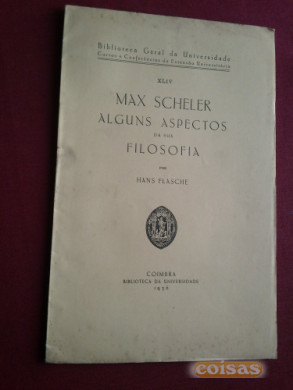 Biblioteca Geral da Universidade
Cursos e Conferências de Extensão Universitária
XLIV
MAX SCHELER
ALGUNS ASPECTOS
DA SUA
FILOSOFIA
POR
HANS FLASCHE
COIMBRA
BIBLIOTECA DA UNIVERSIDADE
coisas